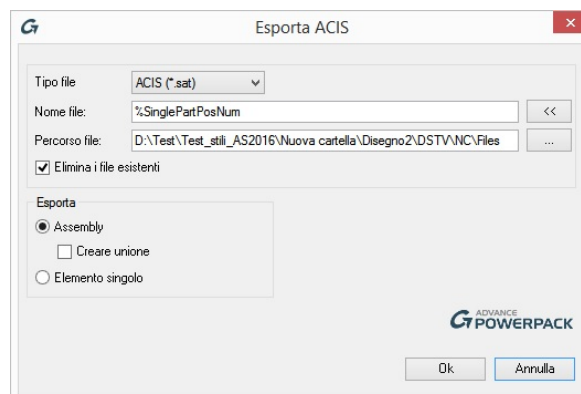 Esporta ACIS
Tipo file ACIS (*.sat)
Nome file: %SinglePartPosNum <<
Percorso file: D:\Test\Test_stili_AS2016\Nuova cartella\Disegno2\DSTV\NC\Files ...
Elimina i file esistenti
Esporta
Assembly
Creare unione
Elemento singolo
ADVANCE
POWERPACK
Ok Annulla